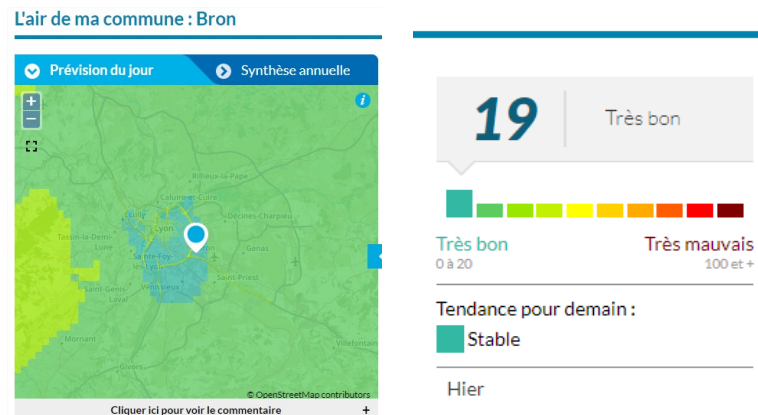 L'air de ma commune : Bron
Prévision du jour
Synthèse annuelle
+
−
i
Rillieux-la-Pape
Caluire-et-Cuire
Écully
Décines-Charpieu
Lyon
Tassin-la-Demi-
Lune
Genas
Sainte-Foy-
lès-Lyon
Saint-Priest
Vénissieux
Saint-Genis-
Laval
Mornant
Villefontaine
Givors
© OpenStreetMap contributors
Cliquer ici pour voir le commentaire +
19
Très bon
Très bon
Très mauvais
0 à 20
100 et +
Tendance pour demain :
Stable
Hier